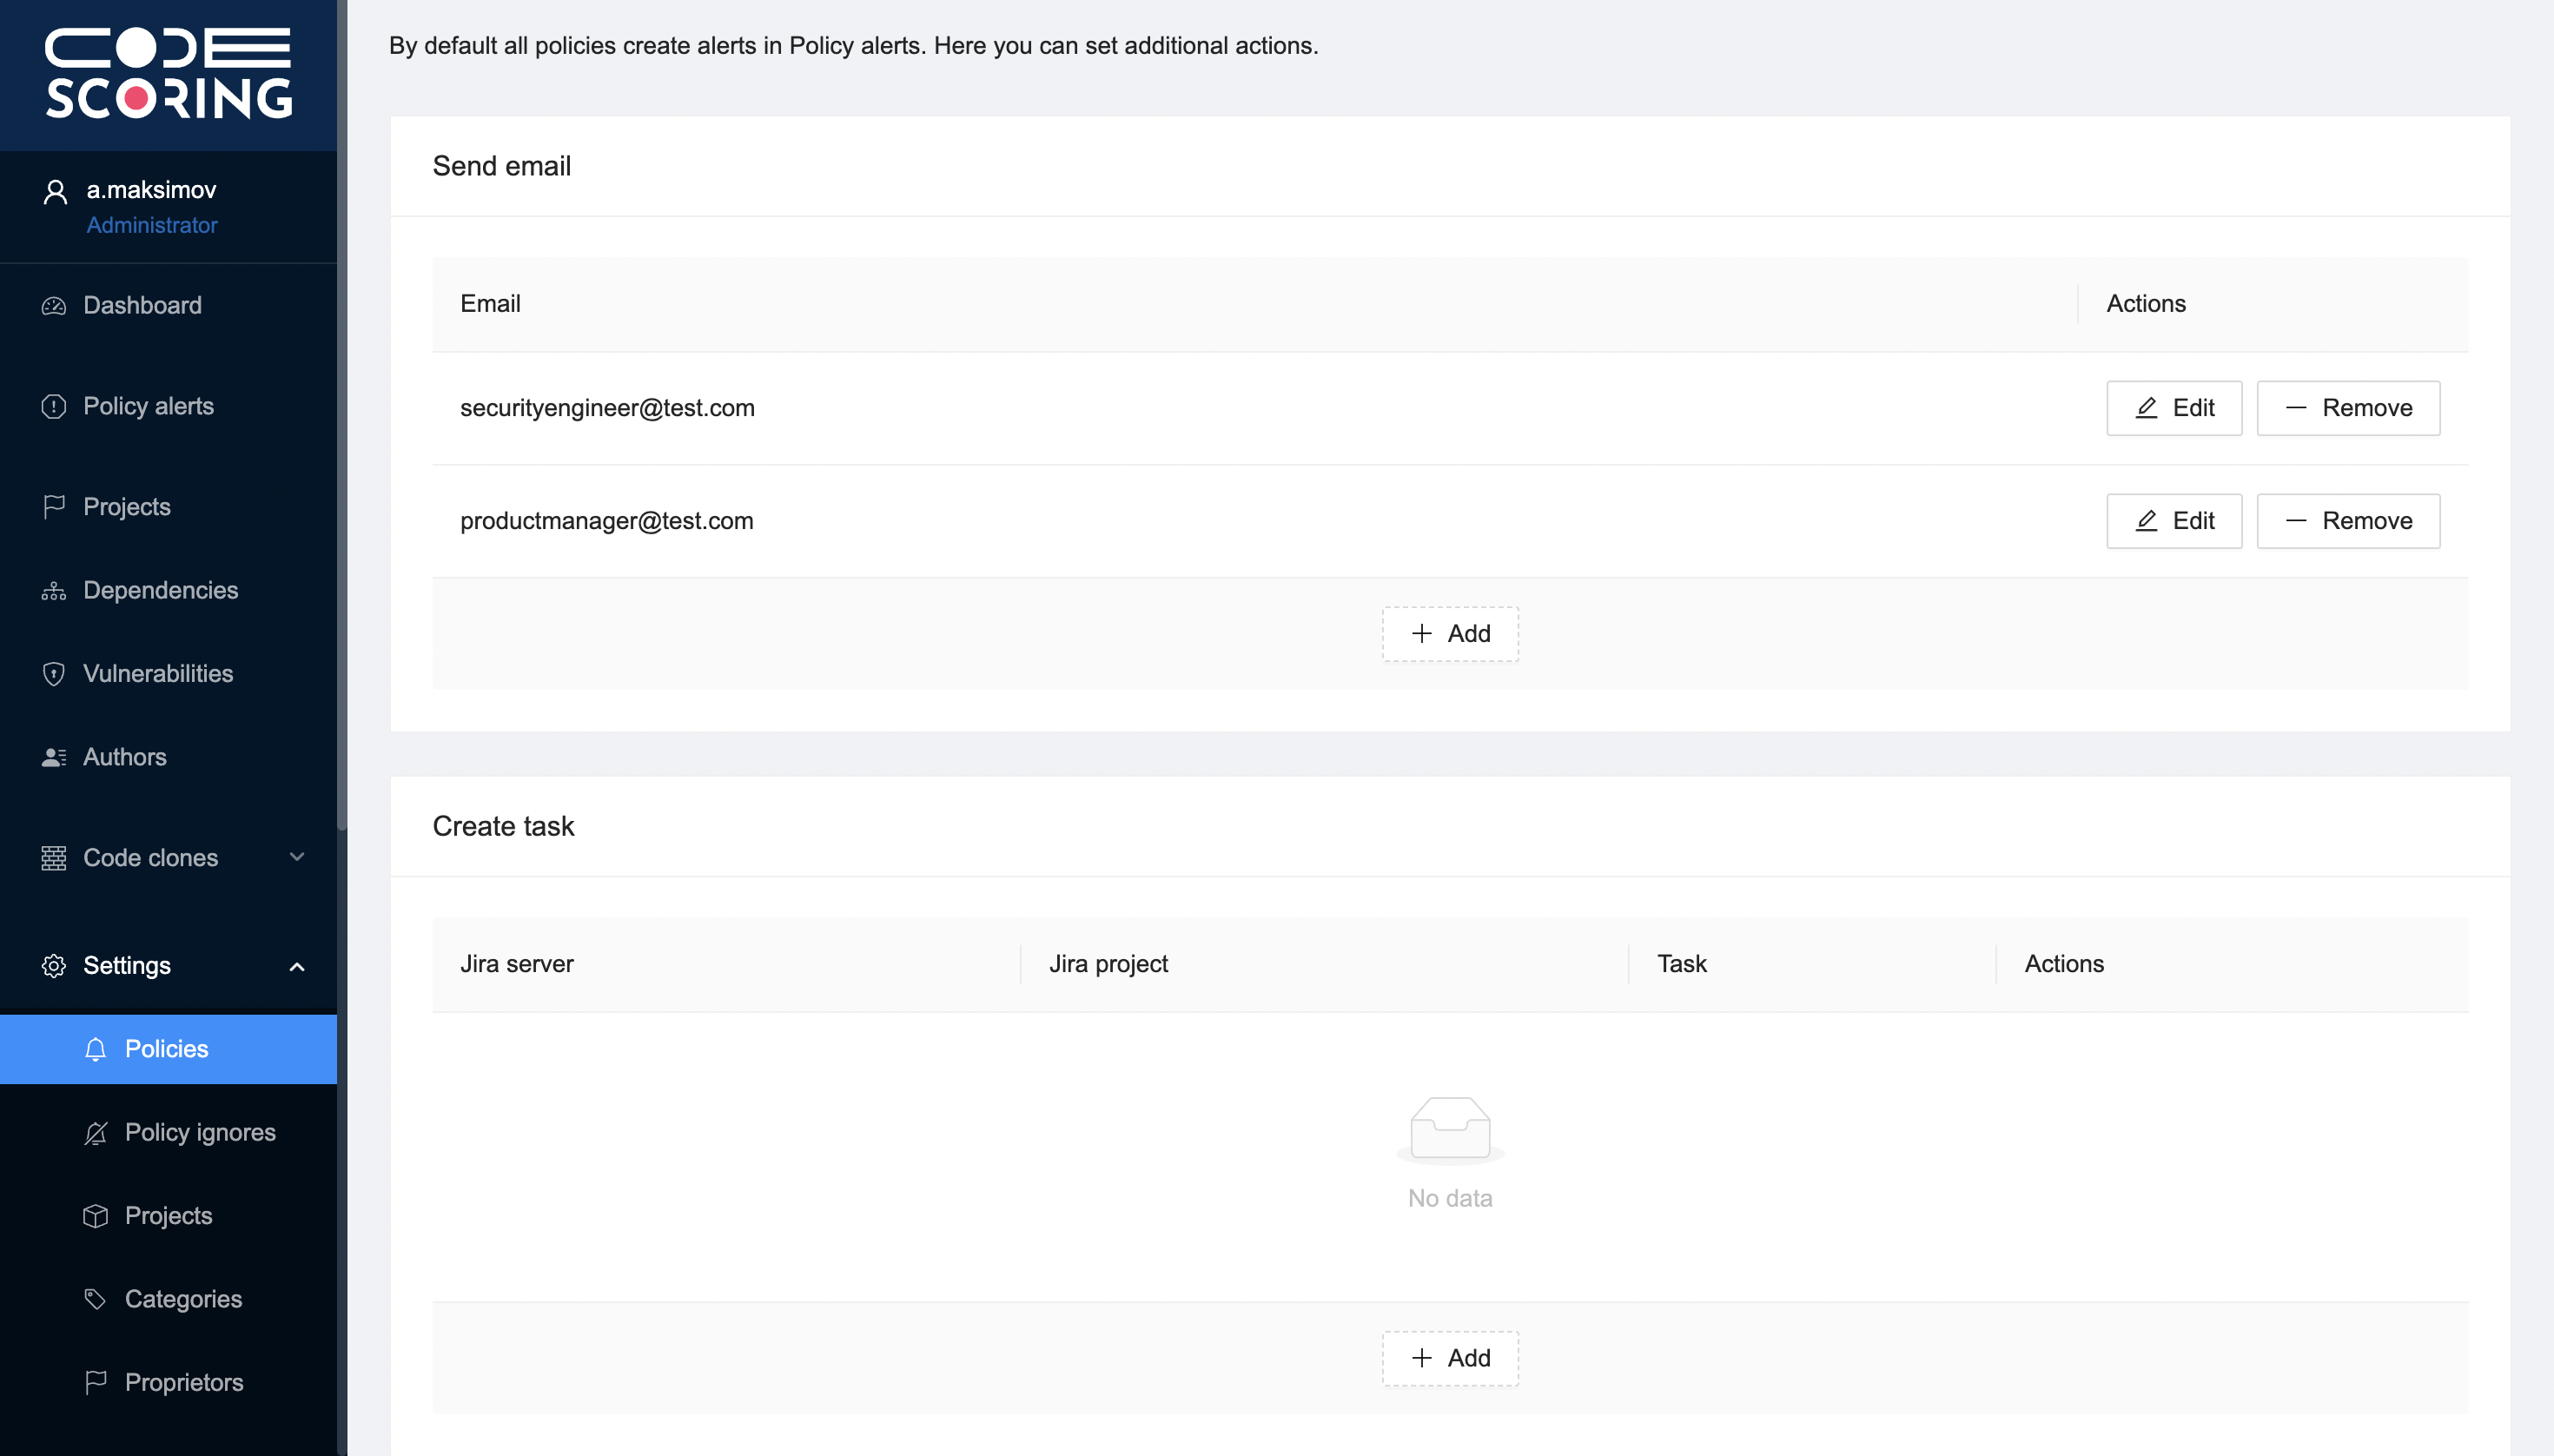 CODE
SCORING
a.maksimov
Administrator
Dashboard
Policy alerts
Projects
Dependencies
Vulnerabilities
Authors
Code clones
Settings
Policies
Policy ignores
Projects
Categories
Proprietors
By default all policies create alerts in Policy alerts. Here you can set additional actions.
Send email
Email Actions
securityengineer@test.com Edit Remove
productmanager@test.com Edit Remove
Add
Create task
Jira server Jira project Task Actions
No data
Add